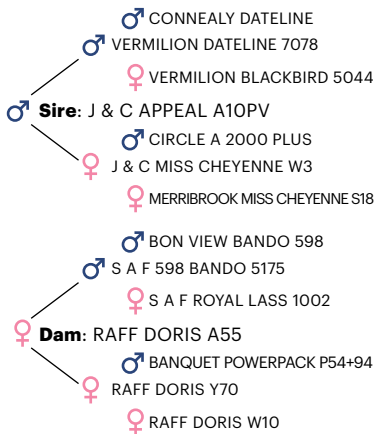 CONNEALY DATELINE
VERMILION DATELINE 7078
VERMILION BLACKBIRD 5044
Sire: J & C APPEAL A10PV
CIRCLE A 2000 PLUS
J & C MISS CHEYENNE W3
MERRIBROOK MISS CHEYENNE S18
BON VIEW BANDO 598
S A F 598 BANDO 5175
S A F ROYAL LASS 1002
Dam: RAFF DORIS A55
BANQUET POWERPACK P54+94
RAFF DORIS Y70
RAFF DORIS W10